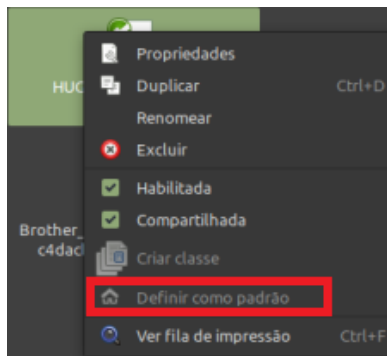 HUC
Propriedades
Duplicar Ctrl+D
Renomear
Excluir
Habilitada
Compartilhada
Brother_
c4dac
Criar classe
Definir como padrão
Ver fila de impressão Ctrl+F